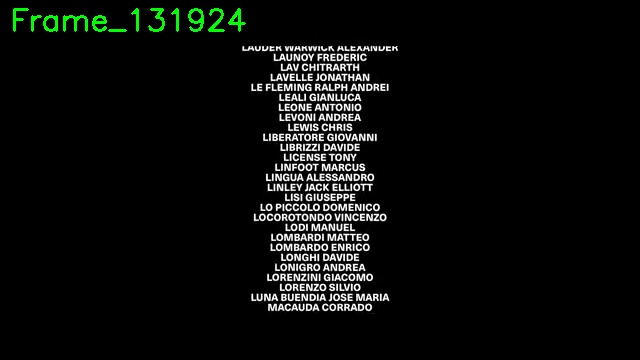 Frame_131924
LAUDER WARWICK ALEXANDER
LAUNOY FREDERIC
LAV CHITRARTH
LAVELLE JONATHAN
LE FLEMING RALPH ANDREI
LEALI GIANLUCA
LEONE ANTONIO
LEVONI ANDREA
LEWIS CHRIS
LIBERATORE GIOVANNI
LIBRIZZI DAVIDE
LICENSE TONY
LINFOOT MARCUS
LINGUA ALESSANDRO
LINLEY JACK ELLIOTT
LISI GIUSEPPE
LO PICCOLO DOMENICO
LOCOROTONDO VINCENZO
LODI MANUEL
LOMBARDI MATTEO
LOMBARDO ENRICO
LONGHI DAVIDE
LONIGRO ANDREA
LORENZINI GIACOMO
LORENZO SILVIO
LUNA BUENDIA JOSE MARIA
MACAUDA CORRADO